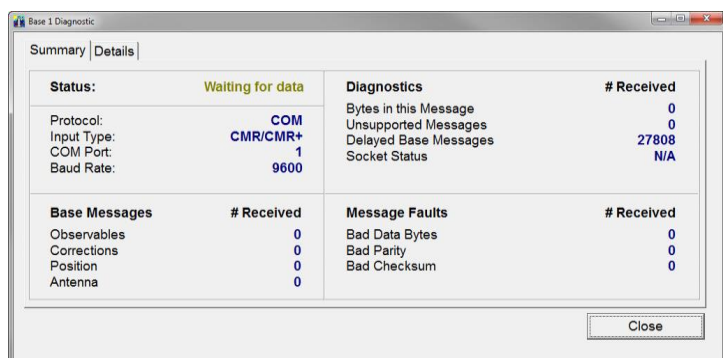 Base 1 Diagnostic
Summary Details
Status: Waiting for data
Protocol: COM
Input Type: CMR/CMR+
COM Port: 1
Baud Rate: 9600
Diagnostics # Received
Bytes in this Message 0
Unsupported Messages 0
Delayed Base Messages 27808
Socket Status N/A
Base Messages # Received
Observables 0
Corrections 0
Position 0
Antenna 0
Message Faults # Received
Bad Data Bytes 0
Bad Parity 0
Bad Checksum 0
Close